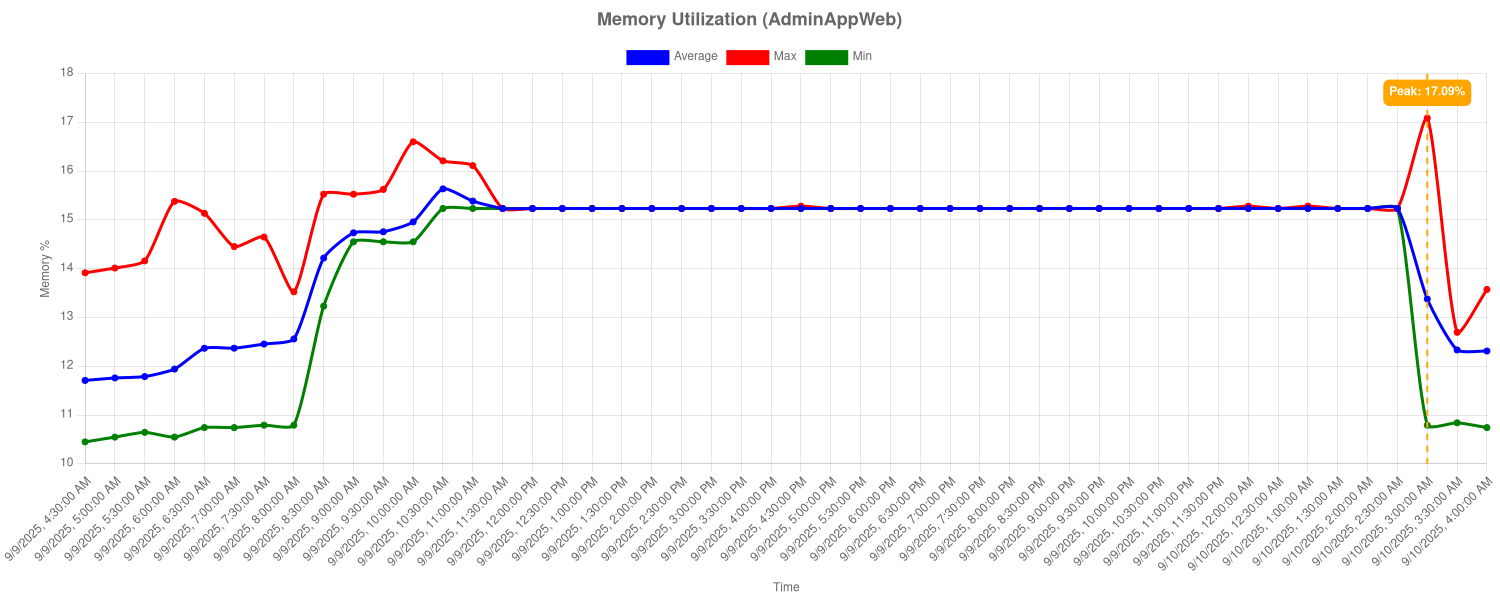 Memory Utilization (AdminAppWeb)
Average Max Min
18
Peak: 17.09%
17
16
15
14
Memory %
13
12
11
10
9/9/2025, 4:30:00 AM
9/9/2025, 5:00:00 AM
9/9/2025, 5:30:00 AM
9/9/2025, 6:00:00 AM
9/9/2025, 6:30:00 AM
9/9/2025, 7:00:00 AM
9/9/2025, 7:30:00 AM
9/9/2025, 8:00:00 AM
9/9/2025, 8:30:00 AM
9/9/2025, 9:00:00 AM
9/9/2025, 9:30:00 AM
9/9/2025, 10:00:00 AM
9/9/2025, 10:30:00 AM
9/9/2025, 11:00:00 AM
9/9/2025, 11:30:00 AM
9/9/2025, 12:00:00 PM
9/9/2025, 12:30:00 PM
9/9/2025, 1:00:00 PM
9/9/2025, 1:30:00 PM
9/9/2025, 2:00:00 PM
9/9/2025, 2:30:00 PM
9/9/2025, 3:00:00 PM
9/9/2025, 3:30:00 PM
9/9/2025, 4:00:00 PM
9/9/2025, 4:30:00 PM
9/9/2025, 5:00:00 PM
9/9/2025, 5:30:00 PM
9/9/2025, 6:00:00 PM
9/9/2025, 6:30:00 PM
9/9/2025, 7:00:00 PM
9/9/2025, 7:30:00 PM
9/9/2025, 8:00:00 PM
9/9/2025, 8:30:00 PM
9/9/2025, 9:00:00 PM
9/9/2025, 9:30:00 PM
9/9/2025, 10:00:00 PM
9/9/2025, 10:30:00 PM
9/9/2025, 11:00:00 PM
9/9/2025, 11:30:00 PM
9/10/2025, 12:00:00 AM
9/10/2025, 12:30:00 AM
9/10/2025, 1:00:00 AM
9/10/2025, 1:30:00 AM
9/10/2025, 2:00:00 AM
9/10/2025, 2:30:00 AM
9/10/2025, 3:00:00 AM
9/10/2025, 3:30:00 AM
9/10/2025, 4:00:00 AM
Time